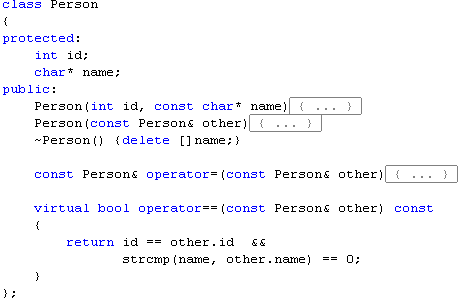 class Person
{
protected:
    int id;
    char* name;
public:
    Person(int id, const char* name){ ... }
    Person(const Person& other){ ... }
    ~Person() {delete []name;}
    const Person& operator=(const Person& other){ ... }
    virtual bool operator==(const Person& other) const
    {
        return id == other.id  &&
               strcmp(name, other.name) == 0;
    }
};